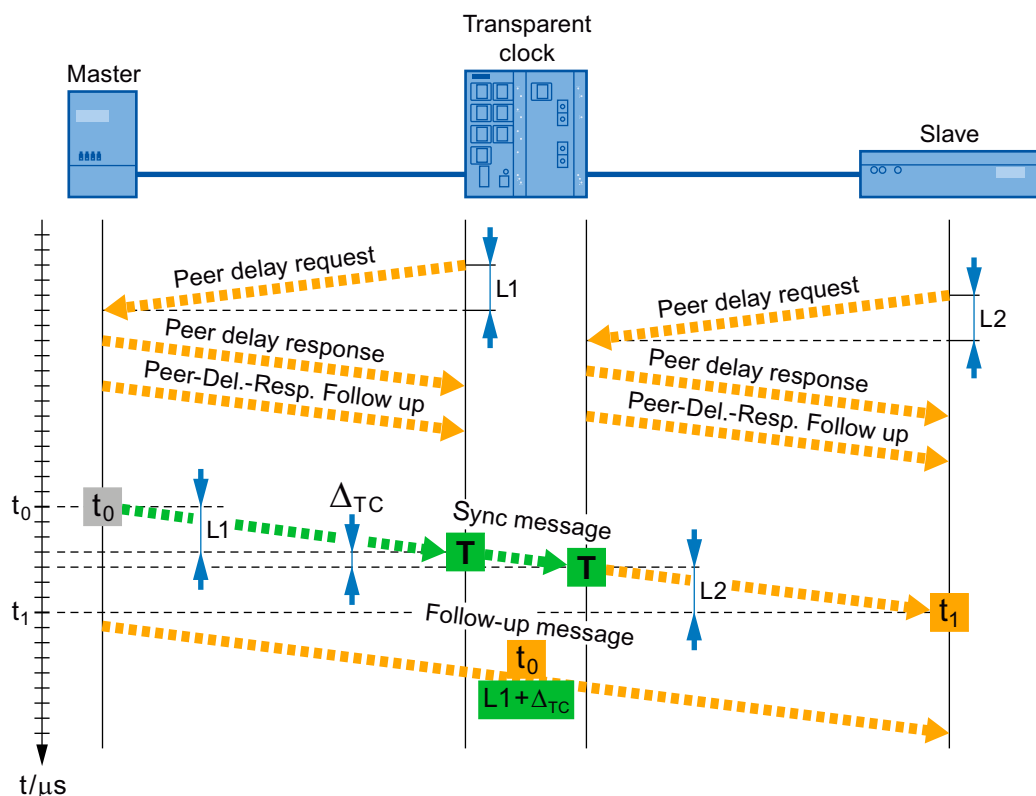 Transparent
clock
Master
Slave
Peer delay request
L1
Peer delay request
L2
Peer delay response
Peer-Del.-Resp. Follow up
Peer delay response
Peer-Del.-Resp. Follow up
t₀
t₀
L1
Δ_TC
Sync message
T
T
L2
t₁
t₁
Follow-up message
t₀
L1+Δ_TC
t/μs